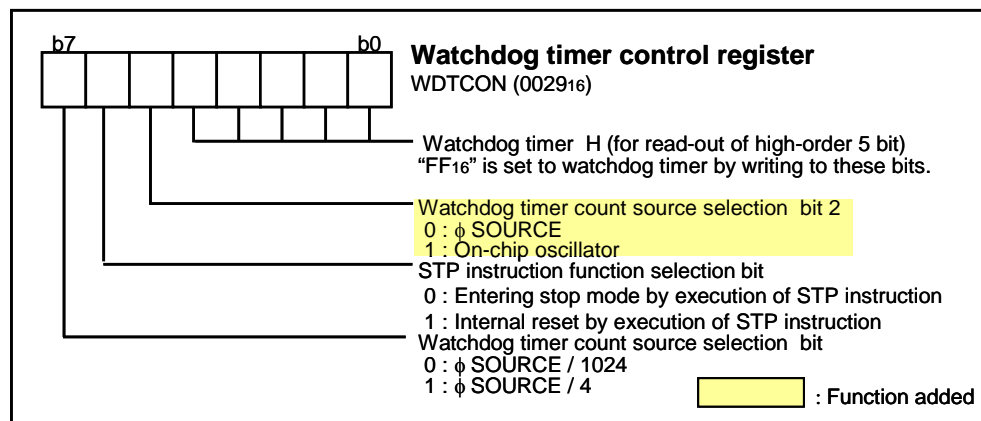 b7 b0
Watchdog timer control register
WDTCON (002916)
Watchdog timer H (for read-out of high-order 5 bit)
“FF16” is set to watchdog timer by writing to these bits.
Watchdog timer count source selection bit 2
0 : ϕ SOURCE
1 : On-chip oscillator
STP instruction function selection bit
0 : Entering stop mode by execution of STP instruction
1 : Internal reset by execution of STP instruction
Watchdog timer count source selection bit
0 : ϕ SOURCE / 1024
1 : ϕ SOURCE / 4
: Function added